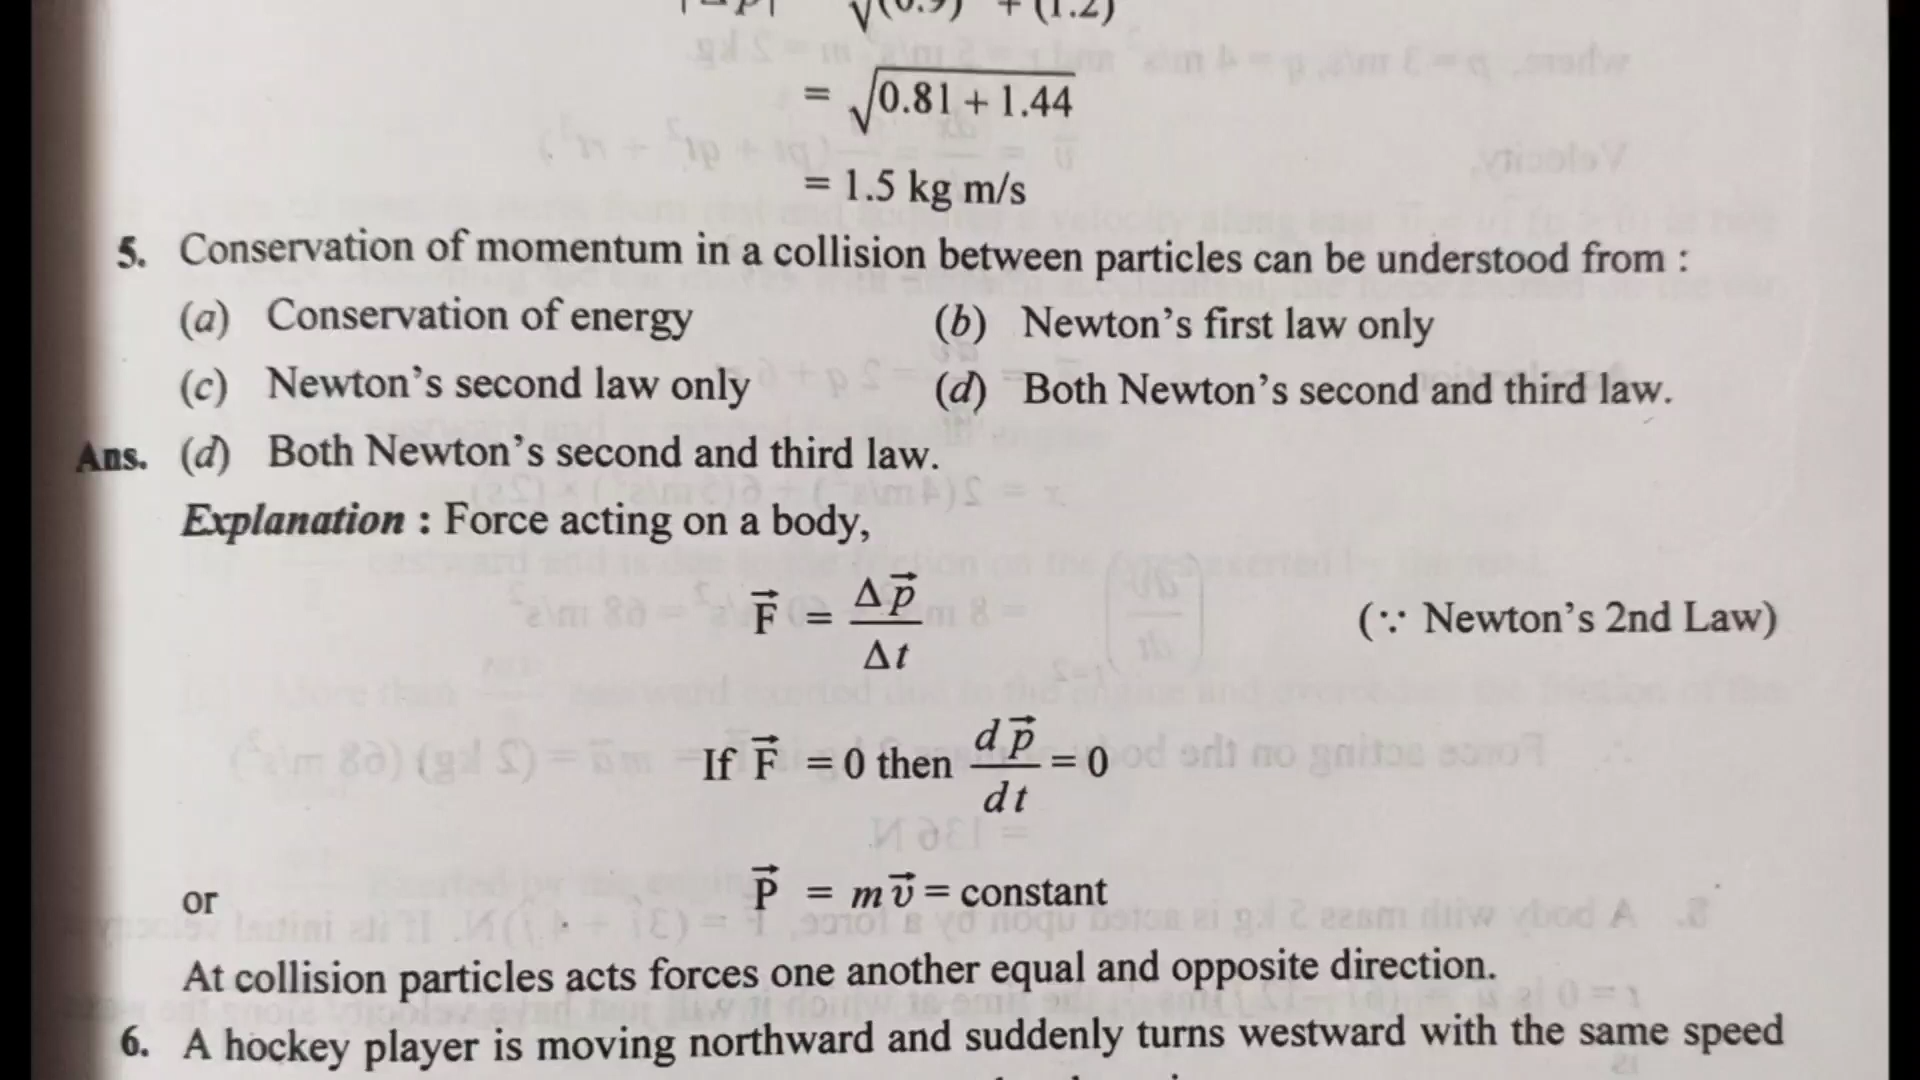 = √0.81 + 1.44
= 1.5 kg m/s
5. Conservation of momentum in a collision between particles can be understood from :
(a) Conservation of energy (b) Newton's first law only
(c) Newton's second law only (d) Both Newton's second and third law.
Ans. (d) Both Newton's second and third law.
Explanation : Force acting on a body,
F⃗ = Δp⃗ / Δt (∵ Newton's 2nd Law)
If F⃗ = 0 then dp⃗ / dt = 0
or P⃗ = mv⃗ = constant
At collision particles acts forces one another equal and opposite direction.
6. A hockey player is moving northward and suddenly turns westward with the same speed